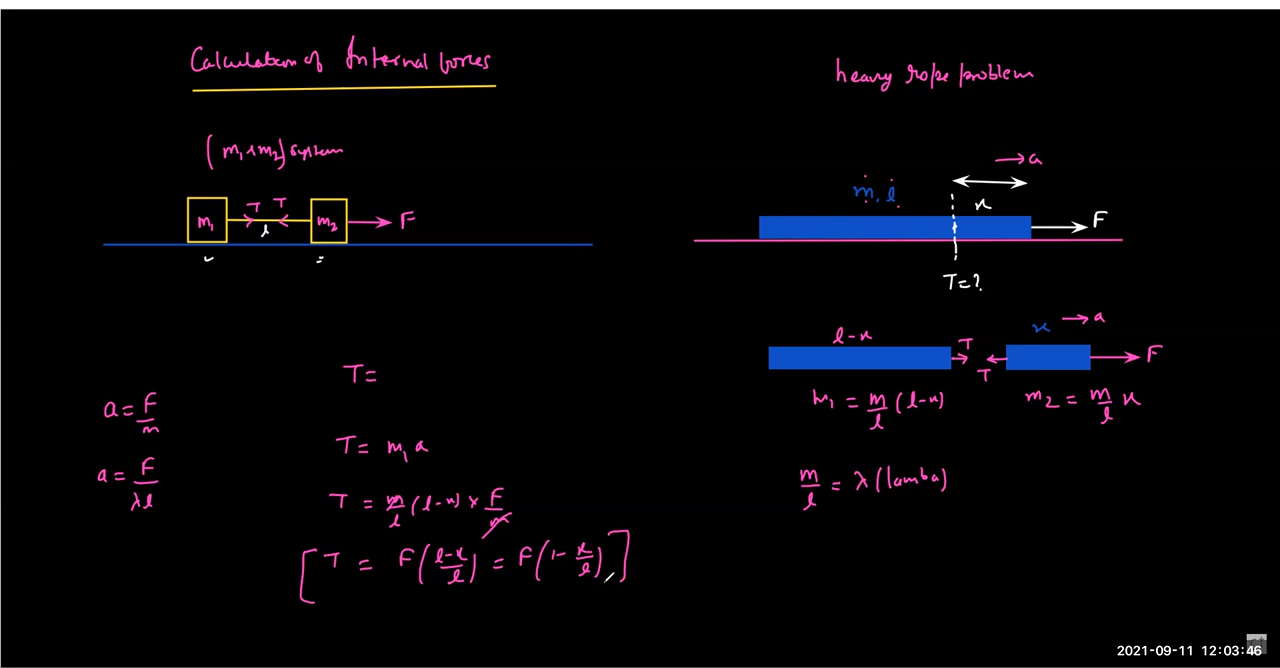 Calculation of Internal forces
(m₁+m₂) system
m₁ T T m₂ F
l
T=
a = F/m
T = m₁ a
a = F/λl
T = m/l (l-x) × F/m
[ T = F( l-x/l ) = F( 1- x/l ) ]
heavy rope problem
→ a
m, l
x
F
T=?
l-x
x → a
T
T
F
m₁ = m/l (l-x)
m₂ = m/l x
m/l = λ (lamba)
2021-09-11 12:03:46